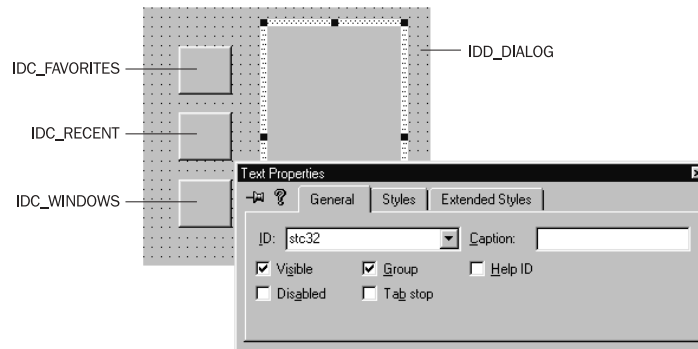 IDD_DIALOG
IDC_FAVORITES
IDC_RECENT
IDC_WINDOWS
Text Properties
? General Styles Extended Styles
ID: stc32 Caption:
Visible Group Help ID
Disabled Tab stop